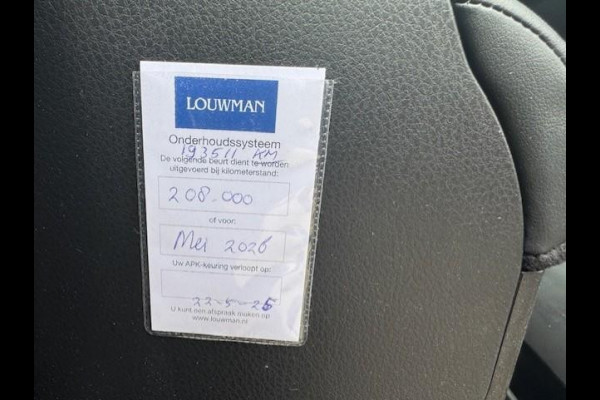 LOUWMAN
Onderhoudssysteem
193511 KM
De volgende beurt dient te worden
uitgevoerd bij kilometerstand:
208.000
of voor:
Mei 2026
Uw APK-keuring verloopt op:
22-5-26
U kunt een afspraak maken op
www.louwman.nl